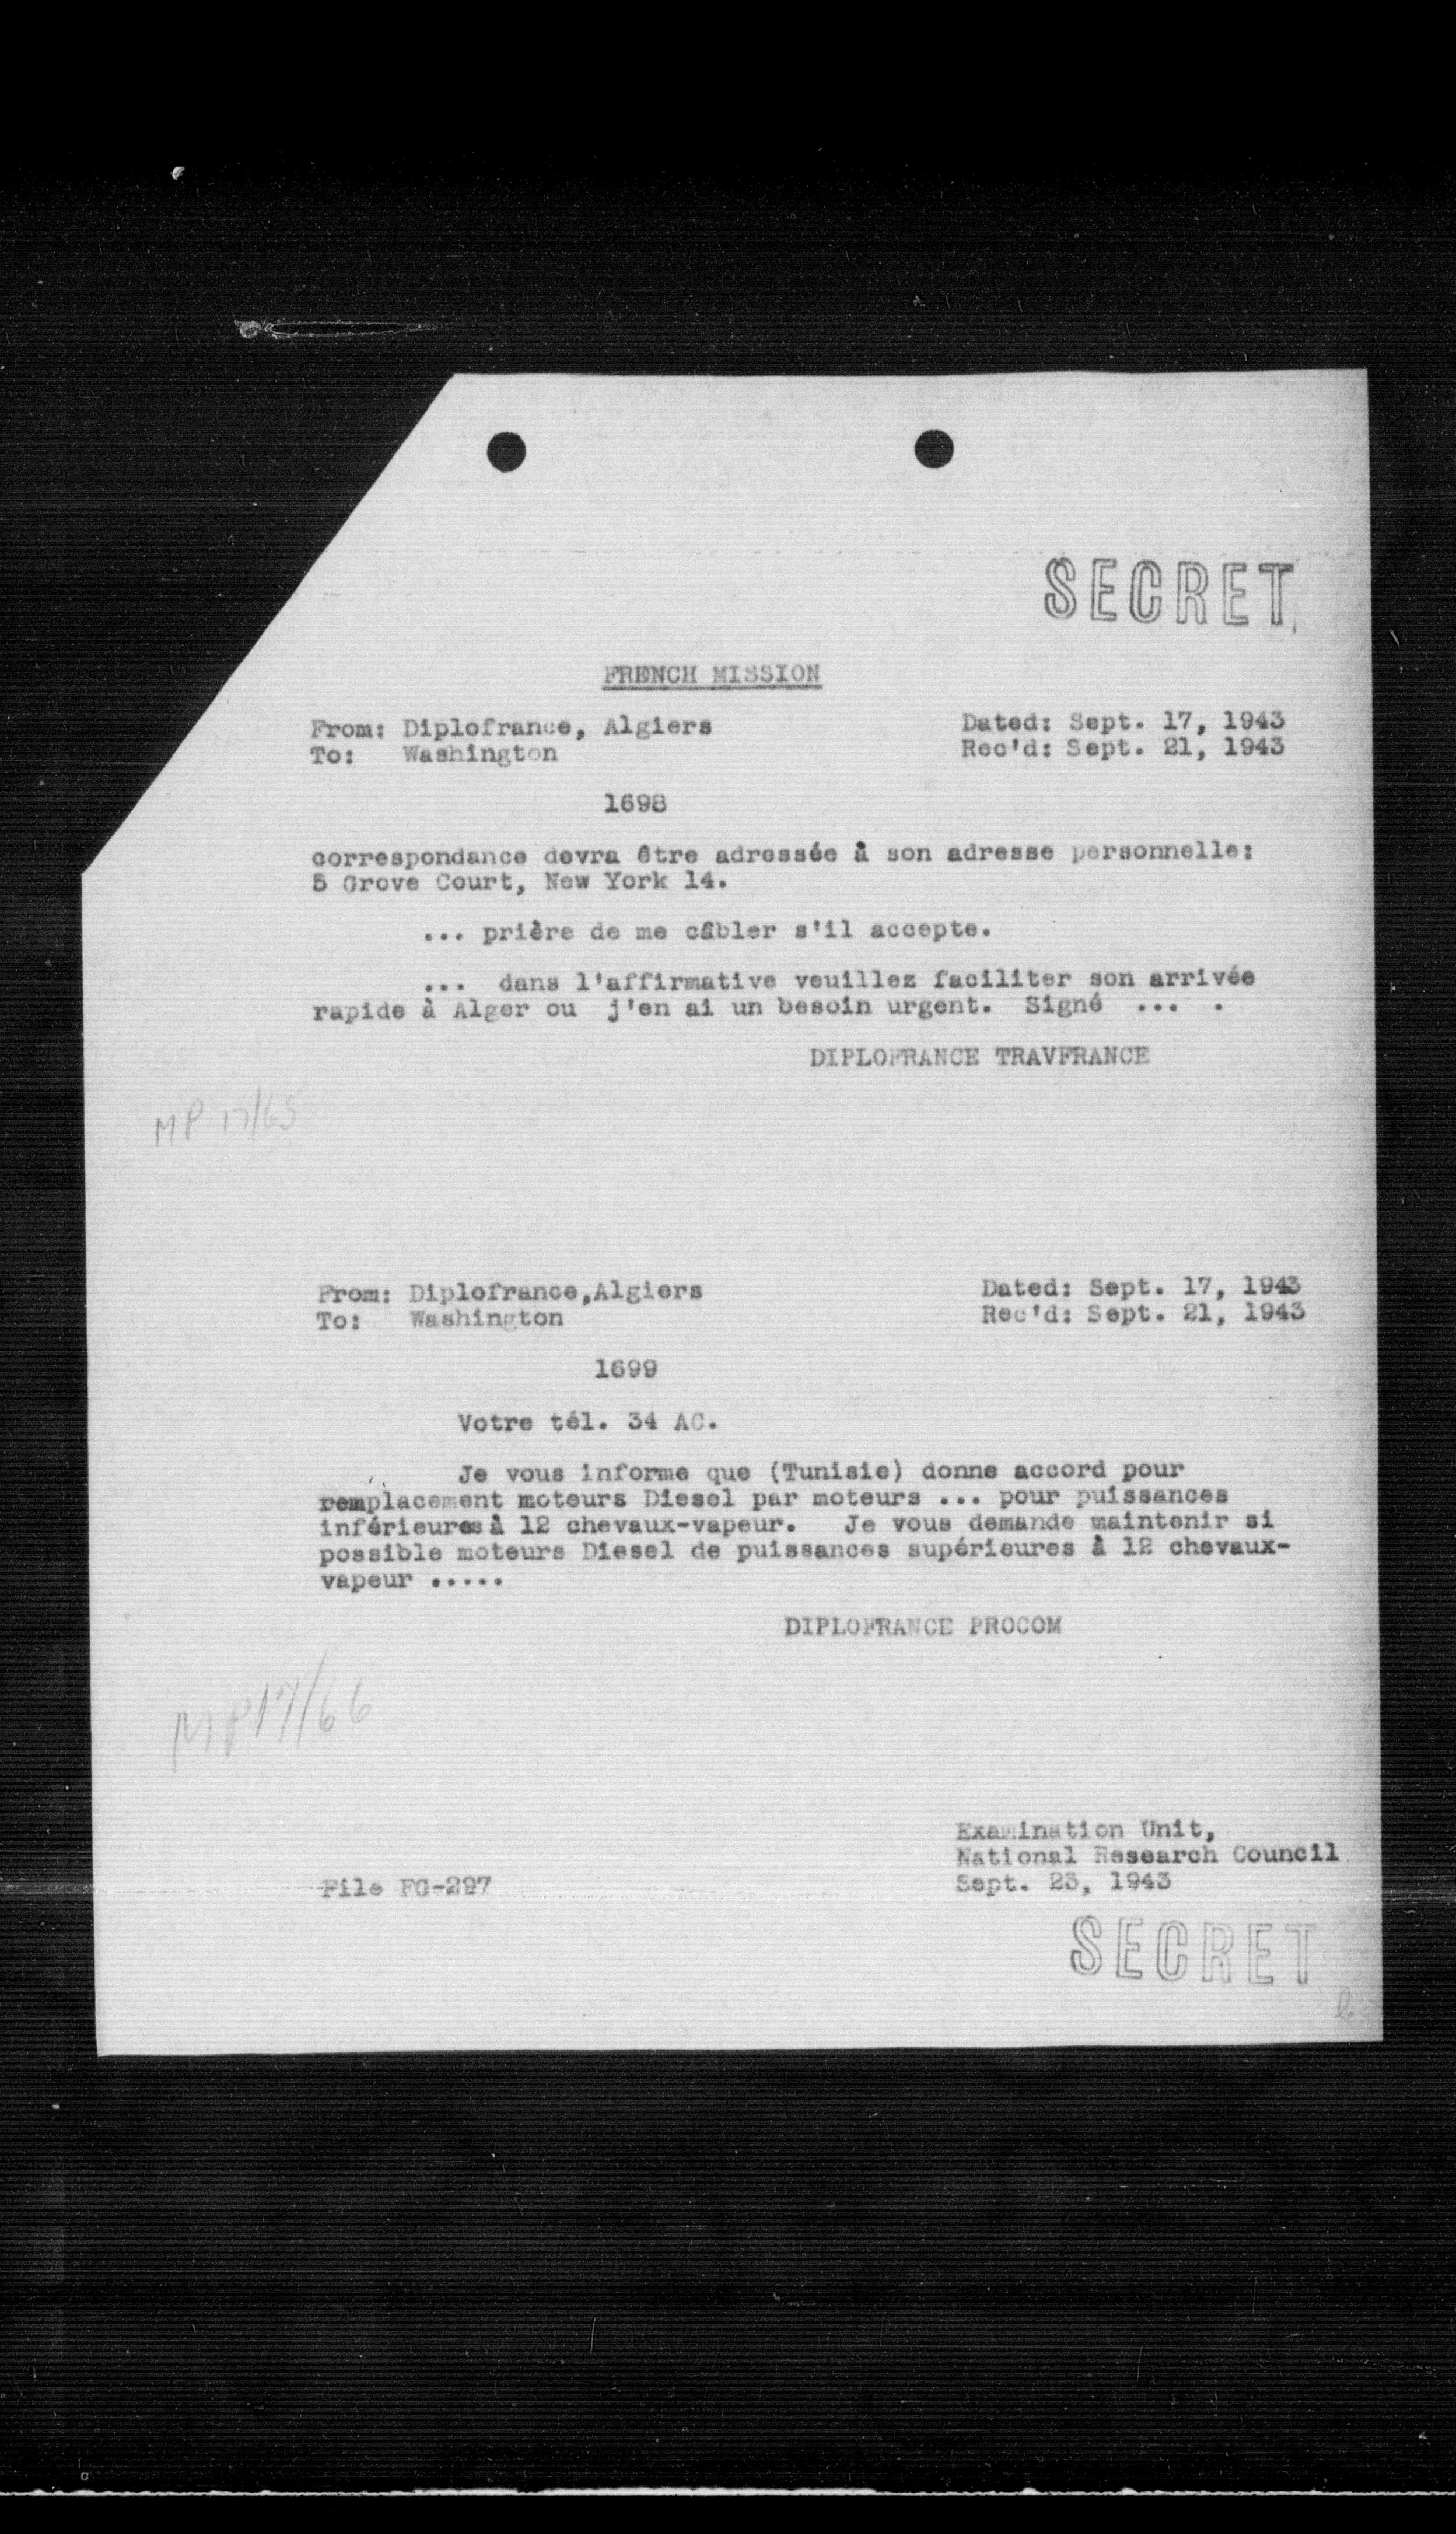 SECRET
FRENCH MISSION
From: Diplofrance, Algiers
To: Washington
Dated: Sept. 17, 1943
Rec'd: Sept. 21, 1943
1698
correspondance devra être adressée à son adresse personnelle:
5 Grove Court, New York 14.
... prière de me câbler s'il accepte.
... dans l'affirmative veuillez faciliter son arrivée
rapide à Alger ou j'en ai un besoin urgent. Signé ... .
DIPLOFRANCE TRAVFRANCE
MP 17/65
From: Diplofrance,Algiers
To: Washington
Dated: Sept. 17, 1943
Rec'd: Sept. 21, 1943
1699
Votre tél. 34 AC.
Je vous informe que (Tunisie) donne accord pour
remplacement moteurs Diesel par moteurs ... pour puissances
inférieures à 12 chevaux-vapeur. Je vous demande maintenir si
possible moteurs Diesel de puissances supérieures à 12 chevaux-
vapeur .....
DIPLOFRANCE PROCOM
MP17/66
Examination Unit,
National Research Council
Sept. 23, 1943
File FG-297
SECRET